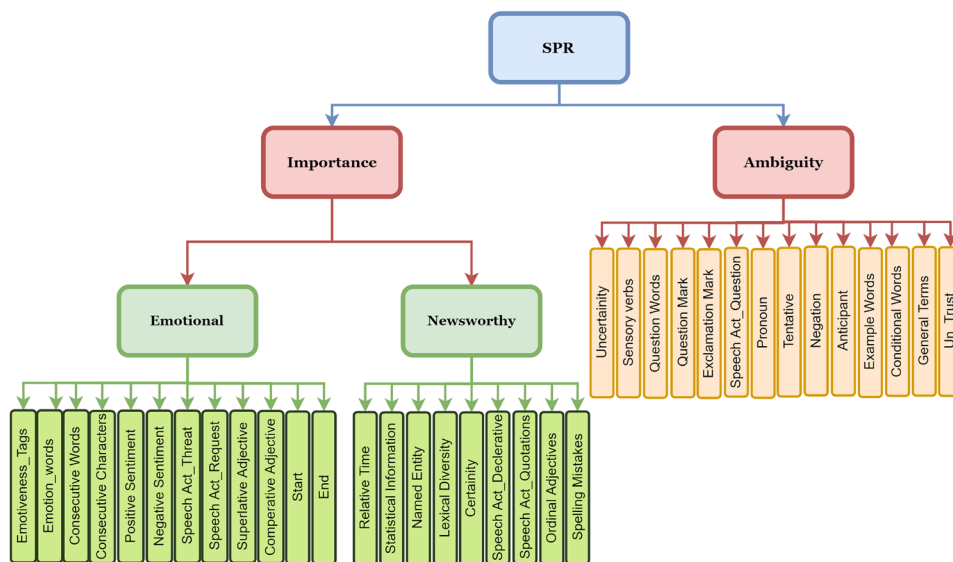 SPR
Importance
Ambiguity
Emotional
Newsworthy
Uncertainity
Sensory verbs
Question Words
Question Mark
Exclamation Mark
Speech Act_Question
Pronoun
Tentative
Negation
Anticipant
Example Words
Conditional Words
General Terms
Un_Trust
Emotiveness_Tags
Emotion_words
Consecutive Words
Consecutive Characters
Positive Sentiment
Negative Sentiment
Speech Act_Threat
Speech Act_Request
Superlative Adjective
Comperative Adjective
Start
End
Relative Time
Statistical Information
Named Entity
Lexical Diversity
Certainity
Speech Act_Declerative
Speech Act_Quotations
Ordinal Adjectives
Spelling Mistakes